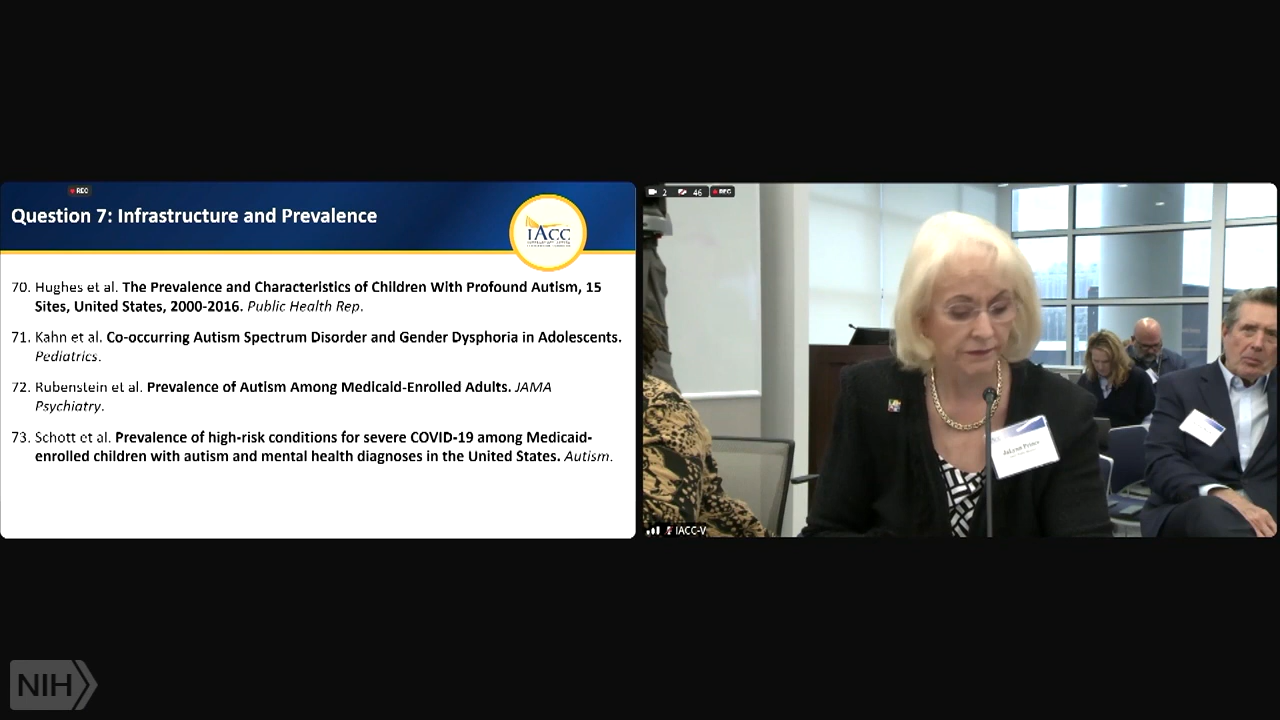 REC
Question 7: Infrastructure and Prevalence
IACC
70. Hughes et al. The Prevalence and Characteristics of Children With Profound Autism, 15
Sites, United States, 2000-2016. Public Health Rep.
71. Kahn et al. Co-occurring Autism Spectrum Disorder and Gender Dysphoria in Adolescents.
Pediatrics.
72. Rubenstein et al. Prevalence of Autism Among Medicaid-Enrolled Adults. JAMA
Psychiatry.
73. Schott et al. Prevalence of high-risk conditions for severe COVID-19 among Medicaid-
enrolled children with autism and mental health diagnoses in the United States. Autism.
2 46 REC
JaLynn Prince
IACC-V
NIH